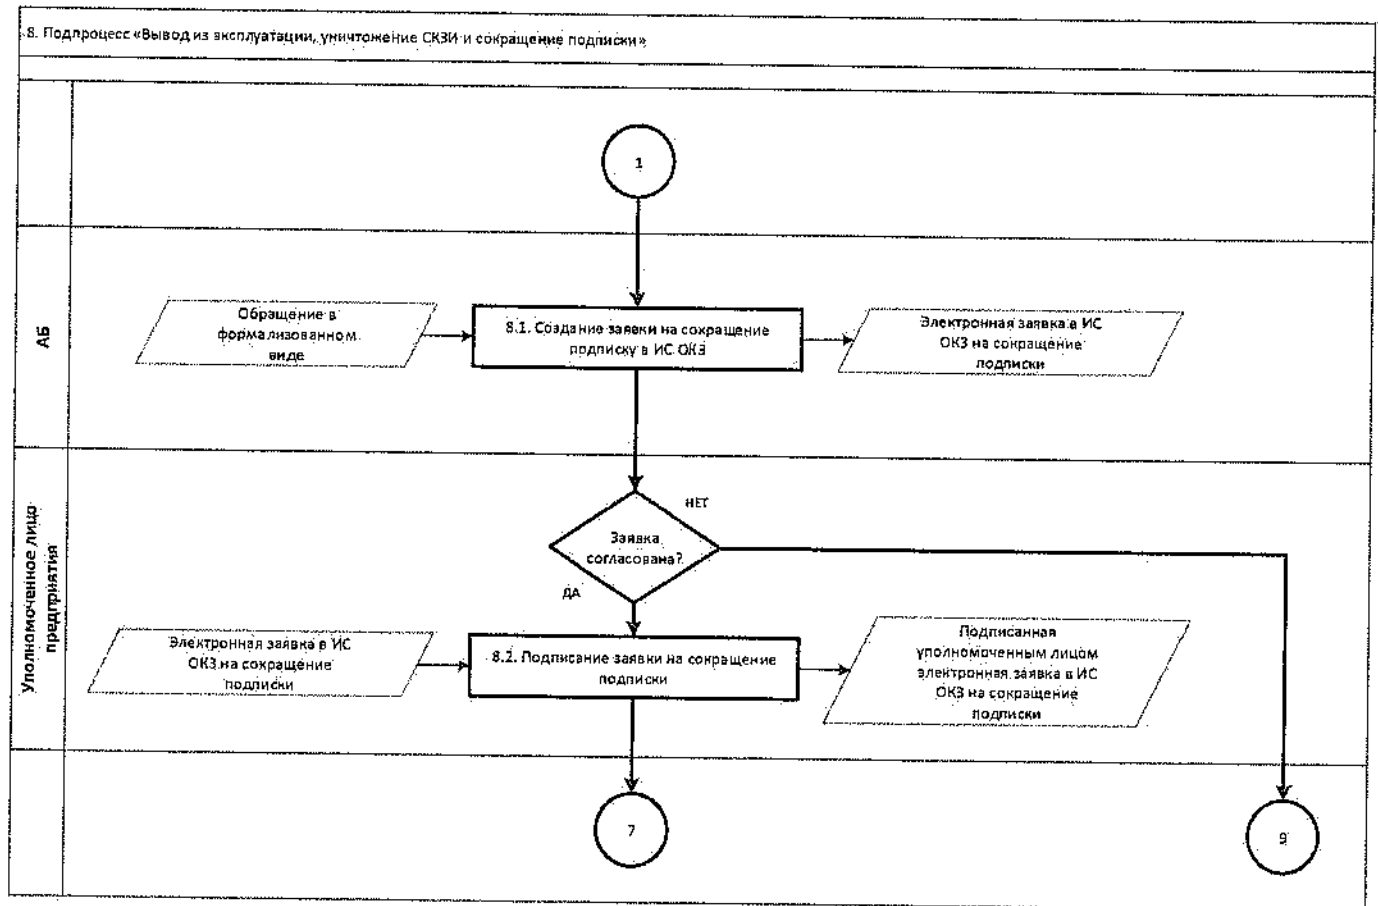 8. Подпроцесс «Вывод из эксплуатации, уничтожение СКЗИ и сокращение подписки»
1
АБ
Обращение в
формализованном
виде
8.1. Создание заявки на сокращение
подписку в ИС ОКЗ
Электронная заявка в ИС
ОКЗ на сокращение
подписки
Уполномоченное лицо
предприятия
НЕТ
Заявка
согласована?
ДА
Электронная заявка в ИС
ОКЗ на сокращение
подписки
8.2. Подписание заявки на сокращение
подписки
Подписанная
уполномоченным лицом
электронная заявка в ИС
ОКЗ на сокращение
подписки
7
9